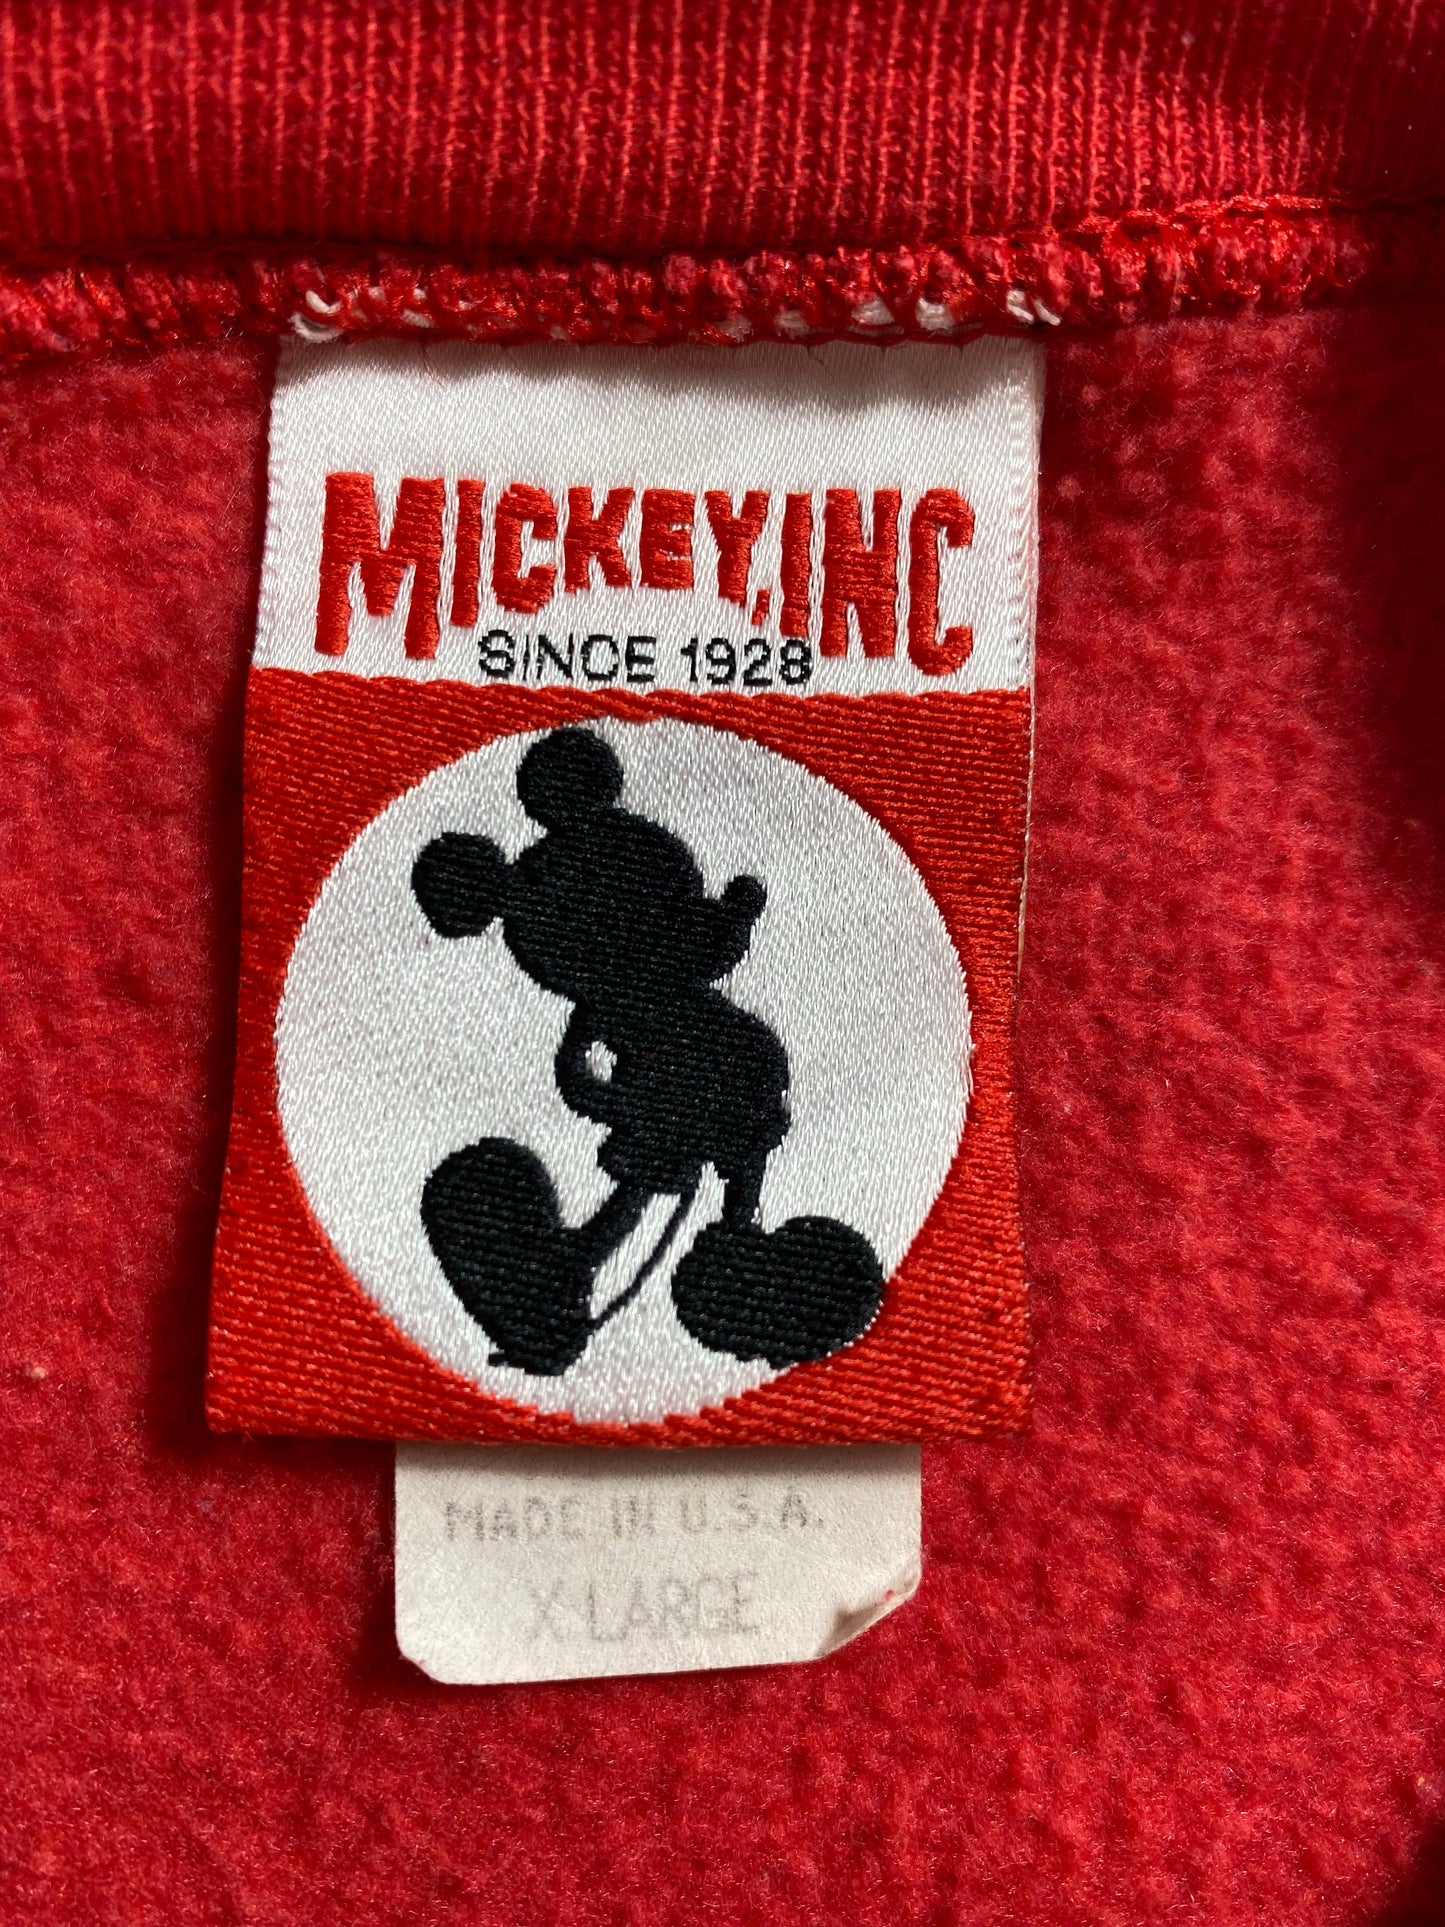 MICKEY, INC
SINCE 1928
MADE IN U.S.A.
X-LARGE